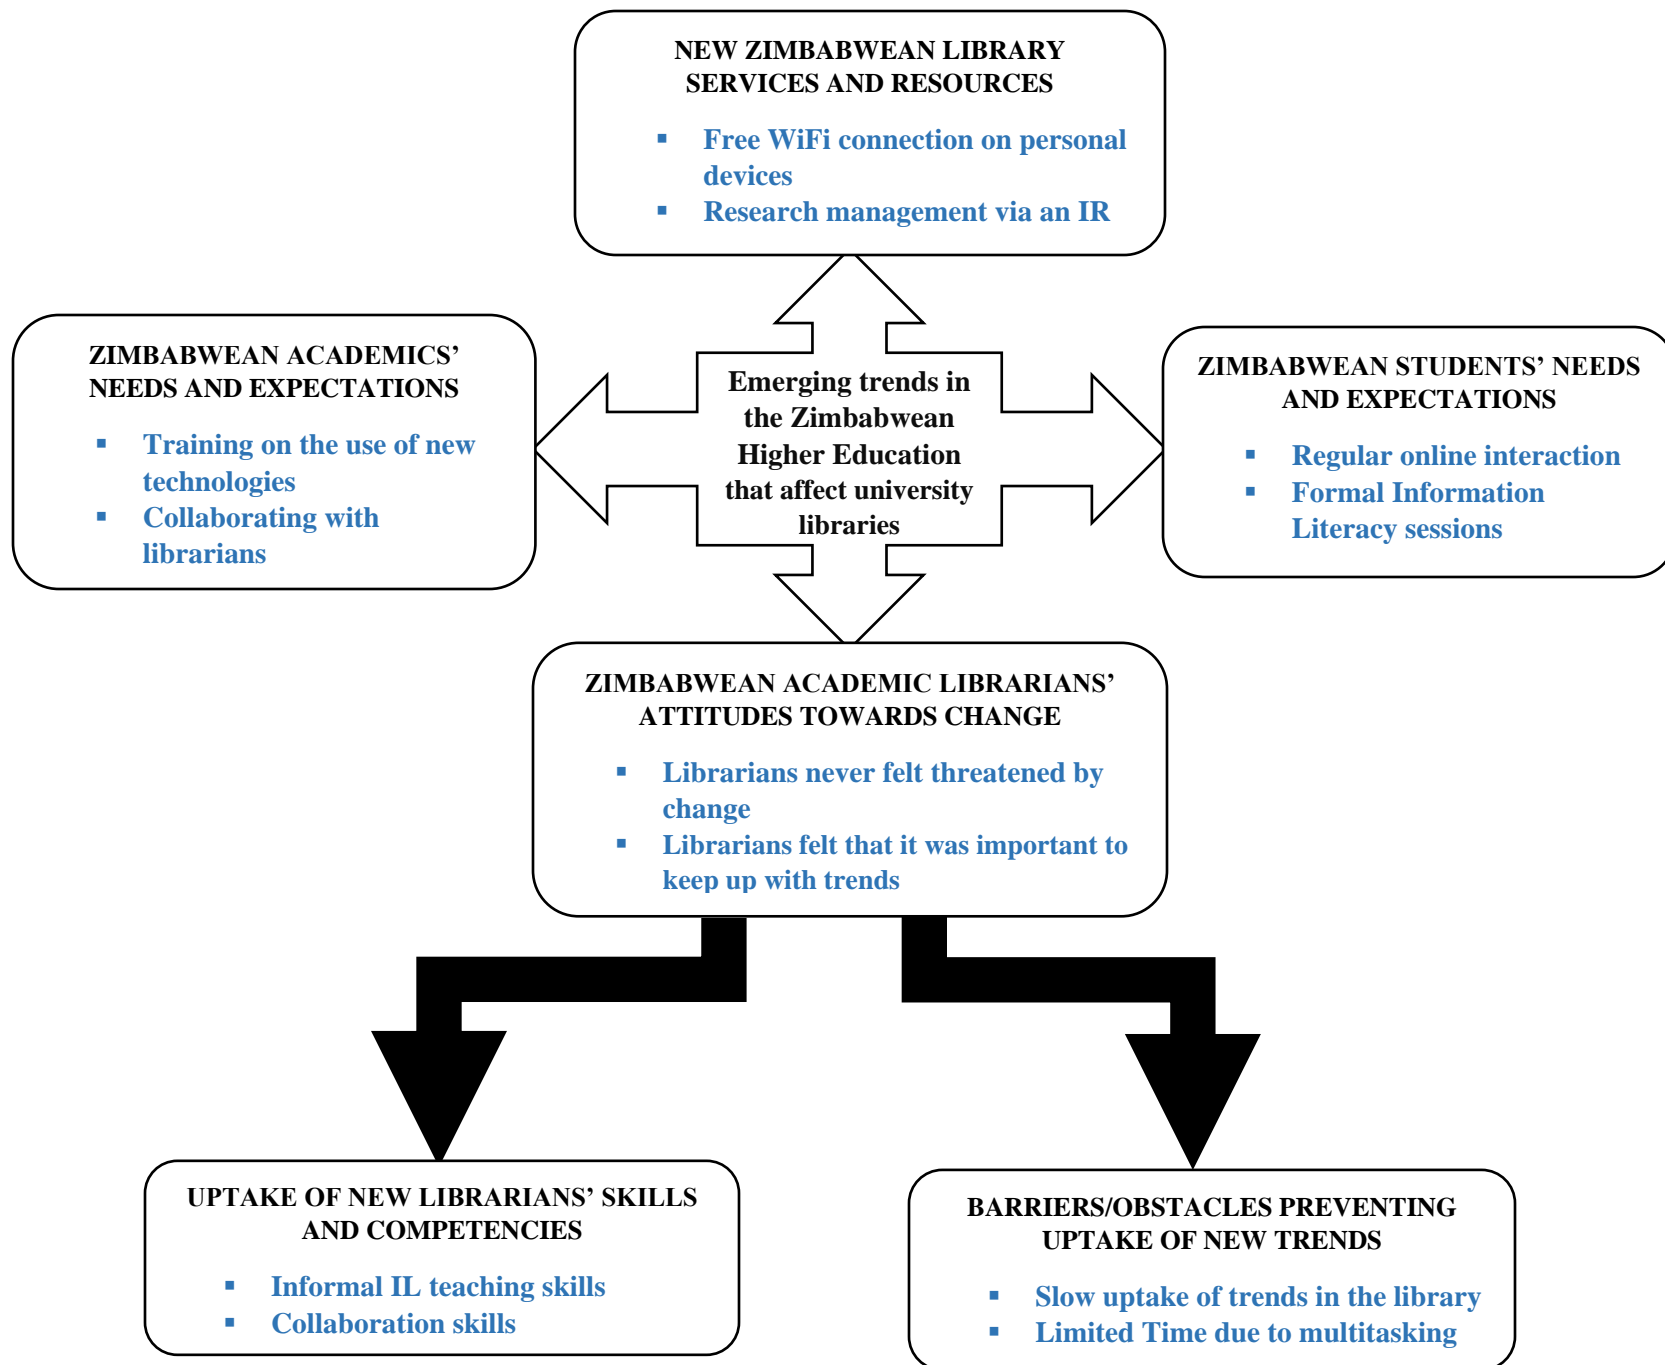 NEW ZIMBABWEAN LIBRARY
SERVICES AND RESOURCES
▪ Free WiFi connection on personal
devices
▪ Research management via an IR
ZIMBABWEAN ACADEMICS’
NEEDS AND EXPECTATIONS
▪ Training on the use of new
technologies
▪ Collaborating with
librarians
Emerging trends in
the Zimbabwean
Higher Education
that affect university
libraries
ZIMBABWEAN STUDENTS’ NEEDS
AND EXPECTATIONS
▪ Regular online interaction
▪ Formal Information
Literacy sessions
ZIMBABWEAN ACADEMIC LIBRARIANS’
ATTITUDES TOWARDS CHANGE
▪ Librarians never felt threatened by
change
▪ Librarians felt that it was important to
keep up with trends
UPTAKE OF NEW LIBRARIANS’ SKILLS
AND COMPETENCIES
▪ Informal IL teaching skills
▪ Collaboration skills
BARRIERS/OBSTACLES PREVENTING
UPTAKE OF NEW TRENDS
▪ Slow uptake of trends in the library
▪ Limited Time due to multitasking